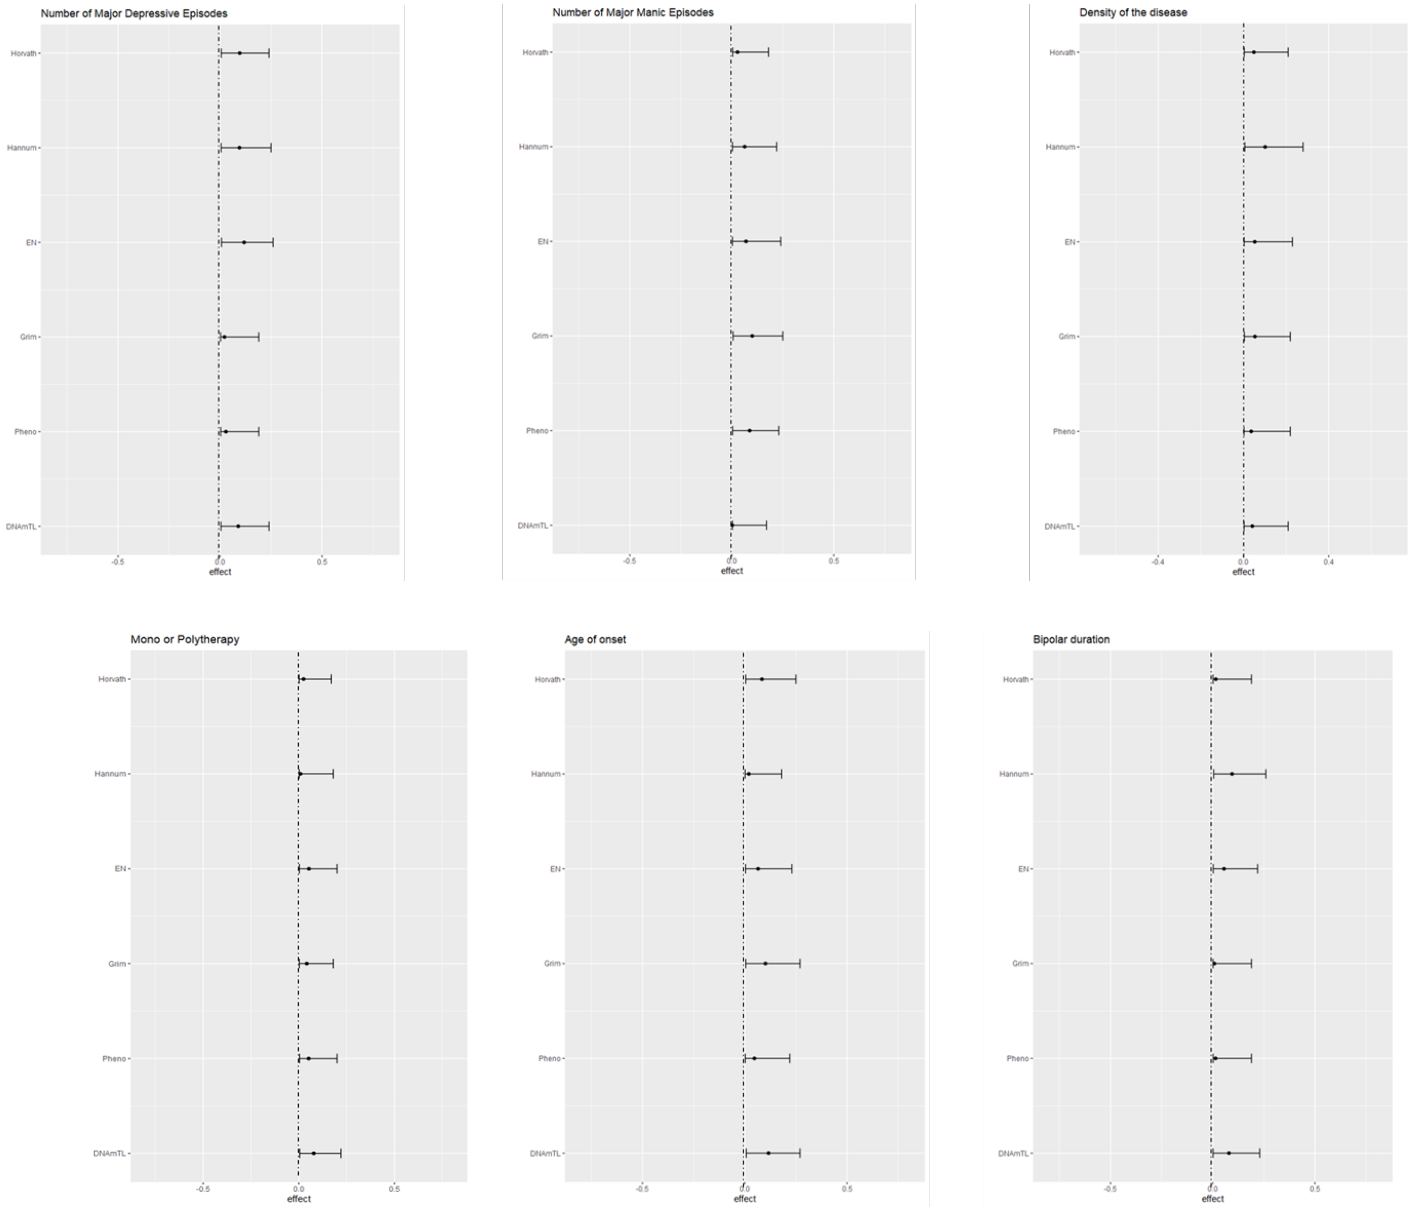 Number of Major Depressive Episodes
Horvath
Hannum
EN
Grim
Pheno
DNAmTL
-0.5 0.0 0.5
effect
Number of Major Manic Episodes
Horvath
Hannum
EN
Grim
Pheno
DNAmTL
-0.5 0.0 0.5
effect
Density of the disease
Horvath
Hannum
EN
Grim
Pheno
DNAmTL
-0.4 0.0 0.4
effect
Mono or Polytherapy
Horvath
Hannum
EN
Grim
Pheno
DNAmTL
-0.5 0.0 0.5
effect
Age of onset
Horvath
Hannum
EN
Grim
Pheno
DNAmTL
-0.5 0.0 0.5
effect
Bipolar duration
Horvath
Hannum
EN
Grim
Pheno
DNAmTL
-0.5 0.0 0.5
effect